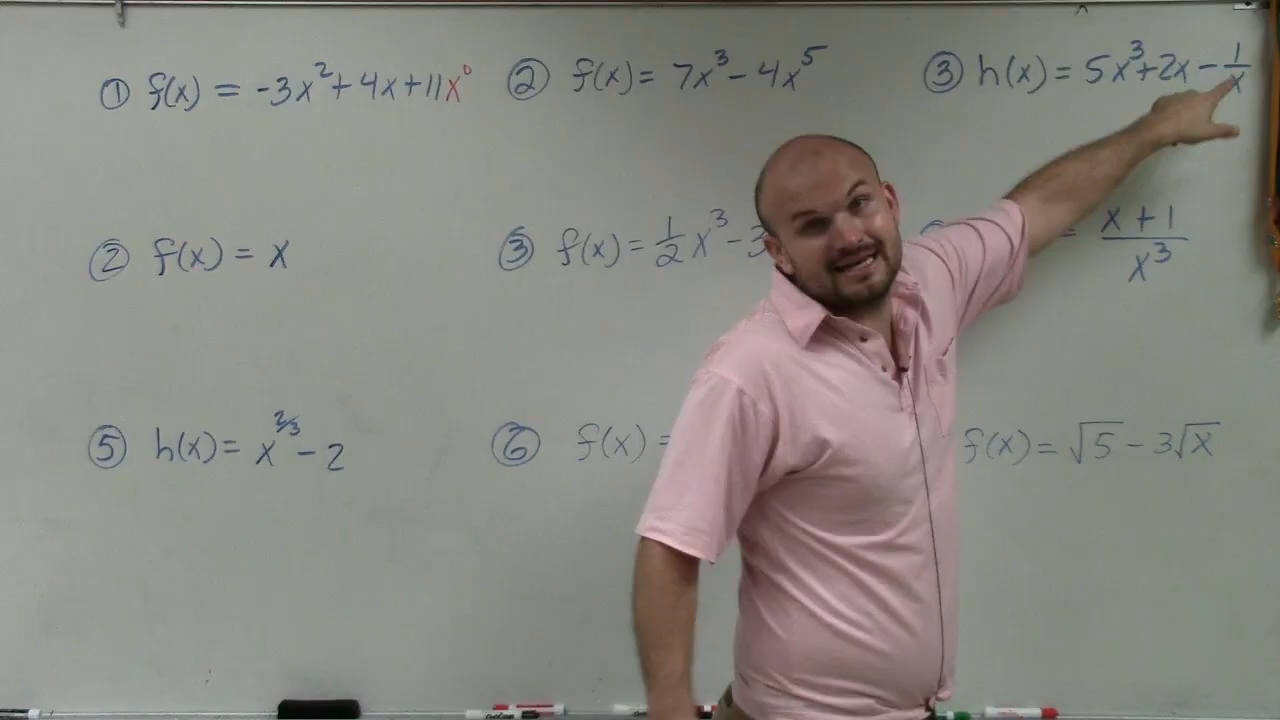 ① f(x) = -3x² + 4x + 11x⁰
② f(x) = 7x³ - 4x⁵
③ h(x) = 5x³ + 2x - 1/x
② f(x) = x
③ f(x) = 1/2 x³ - 3
= (x + 1)/x³
⑤ h(x) = x^(2/3) - 2
⑥ f(x) =
f(x) = √5 - 3√x